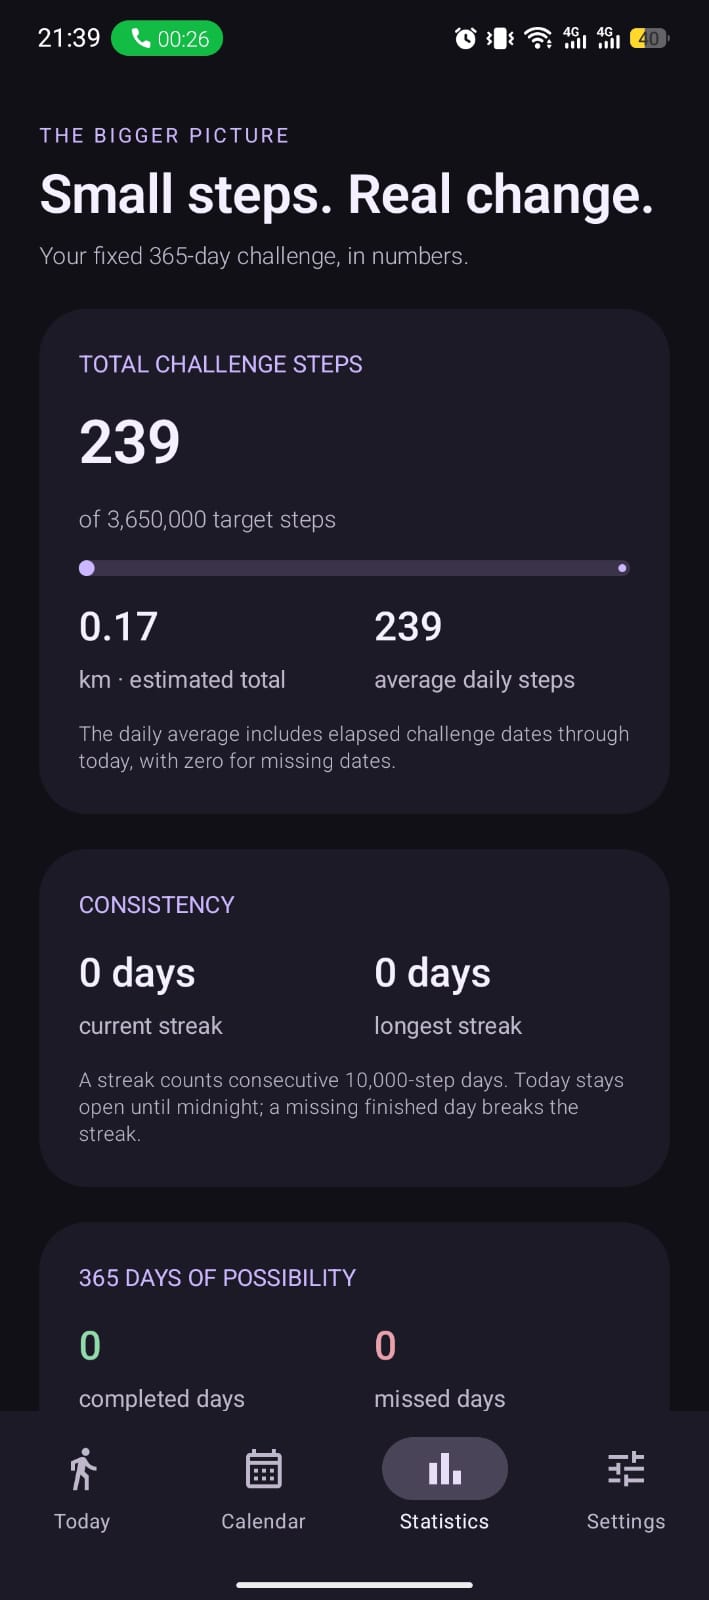 21:39 00:26 4G 4G 40
THE BIGGER PICTURE
Small steps. Real change.
Your fixed 365-day challenge, in numbers.
TOTAL CHALLENGE STEPS
239
of 3,650,000 target steps
0.17 239
km · estimated total average daily steps
The daily average includes elapsed challenge dates through
today, with zero for missing dates.
CONSISTENCY
0 days 0 days
current streak longest streak
A streak counts consecutive 10,000-step days. Today stays
open until midnight; a missing finished day breaks the
streak.
365 DAYS OF POSSIBILITY
0 0
completed days missed days
Today Calendar Statistics Settings